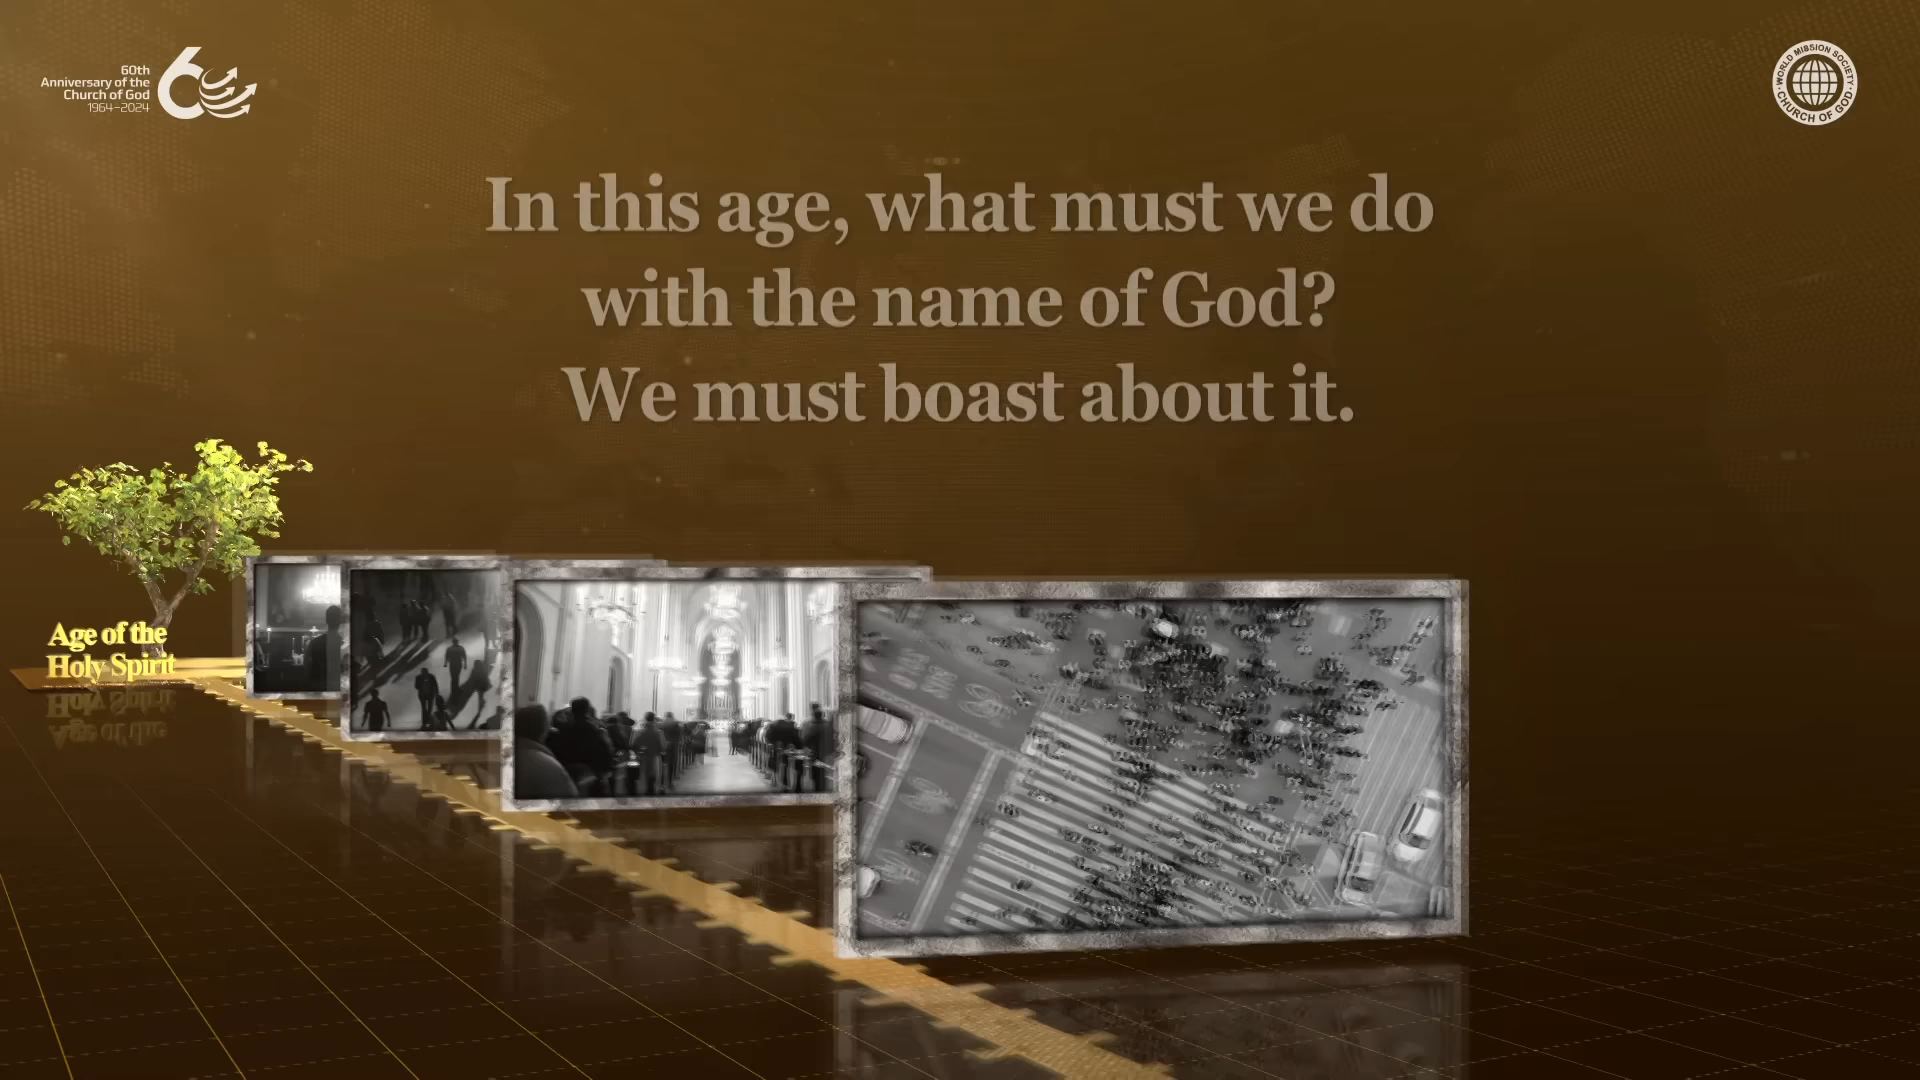 60th
Anniversary of the
Church of God
1964–2024
60
WORLD MISSION SOCIETY
CHURCH OF GOD
In this age, what must we do
with the name of God?
We must boast about it.
Age of the
Holy Spirit